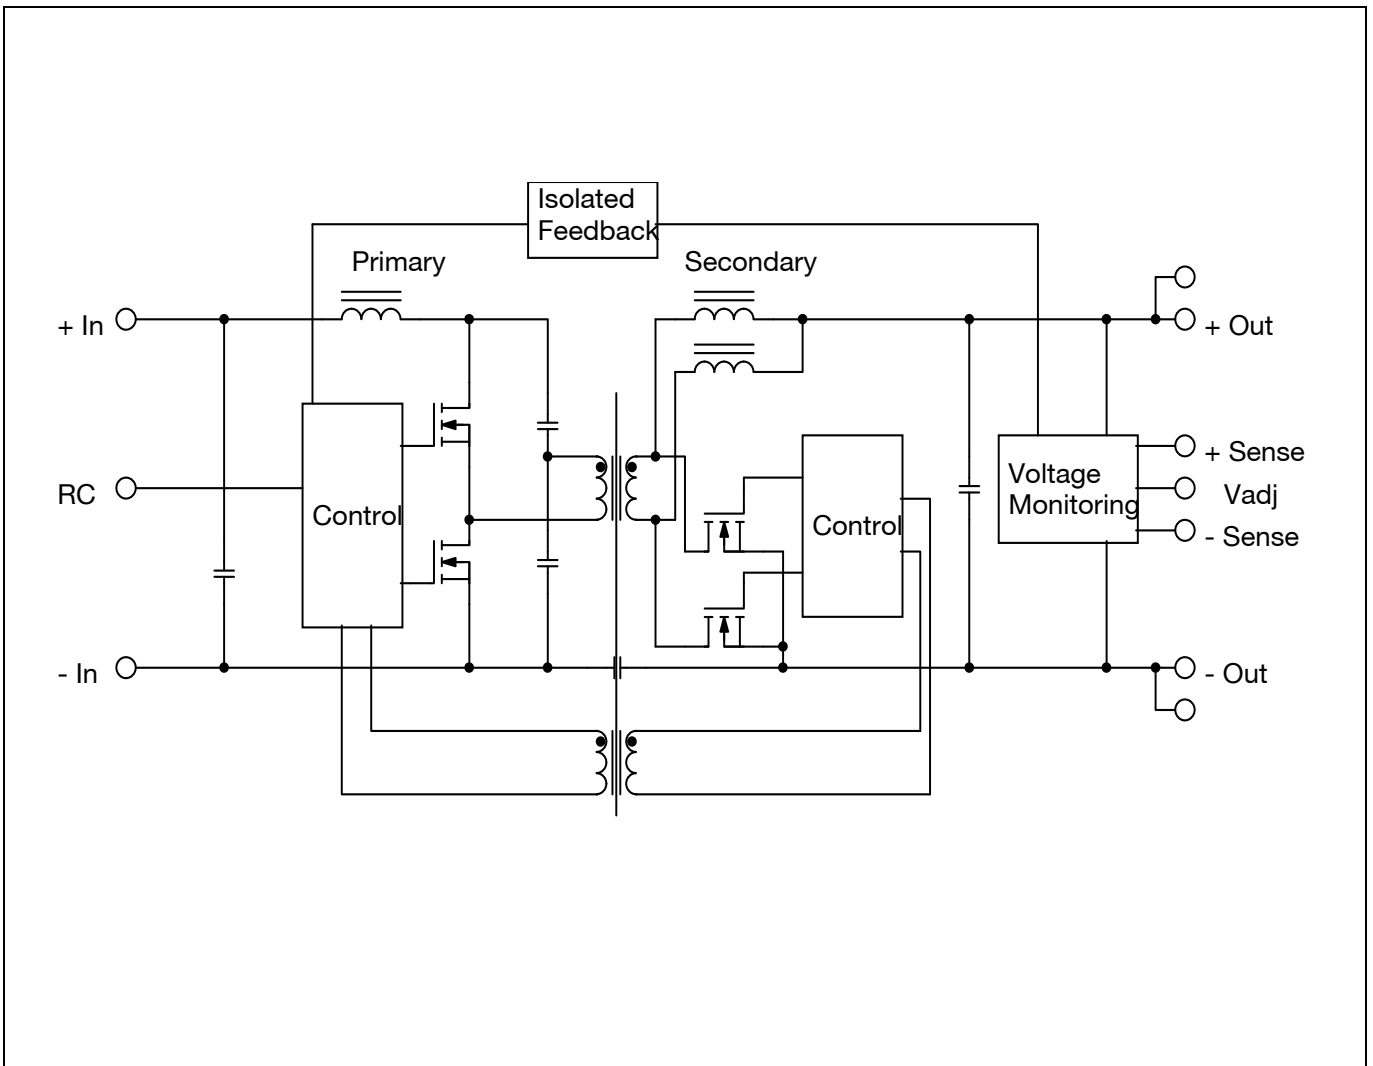 Isolated
Feedback
Primary
Secondary
+ In
+ Out
+ Sense
Voltage
Monitoring
RC
Vadj
Control
Control
- Sense
- In
- Out